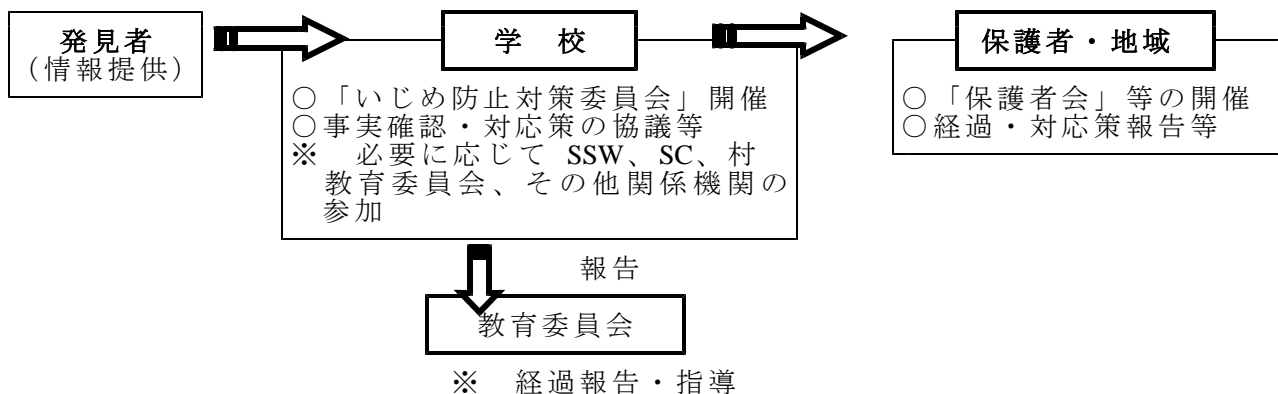 発見者
(情報提供)
学 校
○「いじめ防止対策委員会」開催
○事実確認・対応策の協議等
※ 必要に応じて SSW、SC、村
教育委員会、その他関係機関の
参加
保護者・地域
○「保護者会」等の開催
○経過・対応策報告等
報告
教育委員会
※ 経過報告・指導